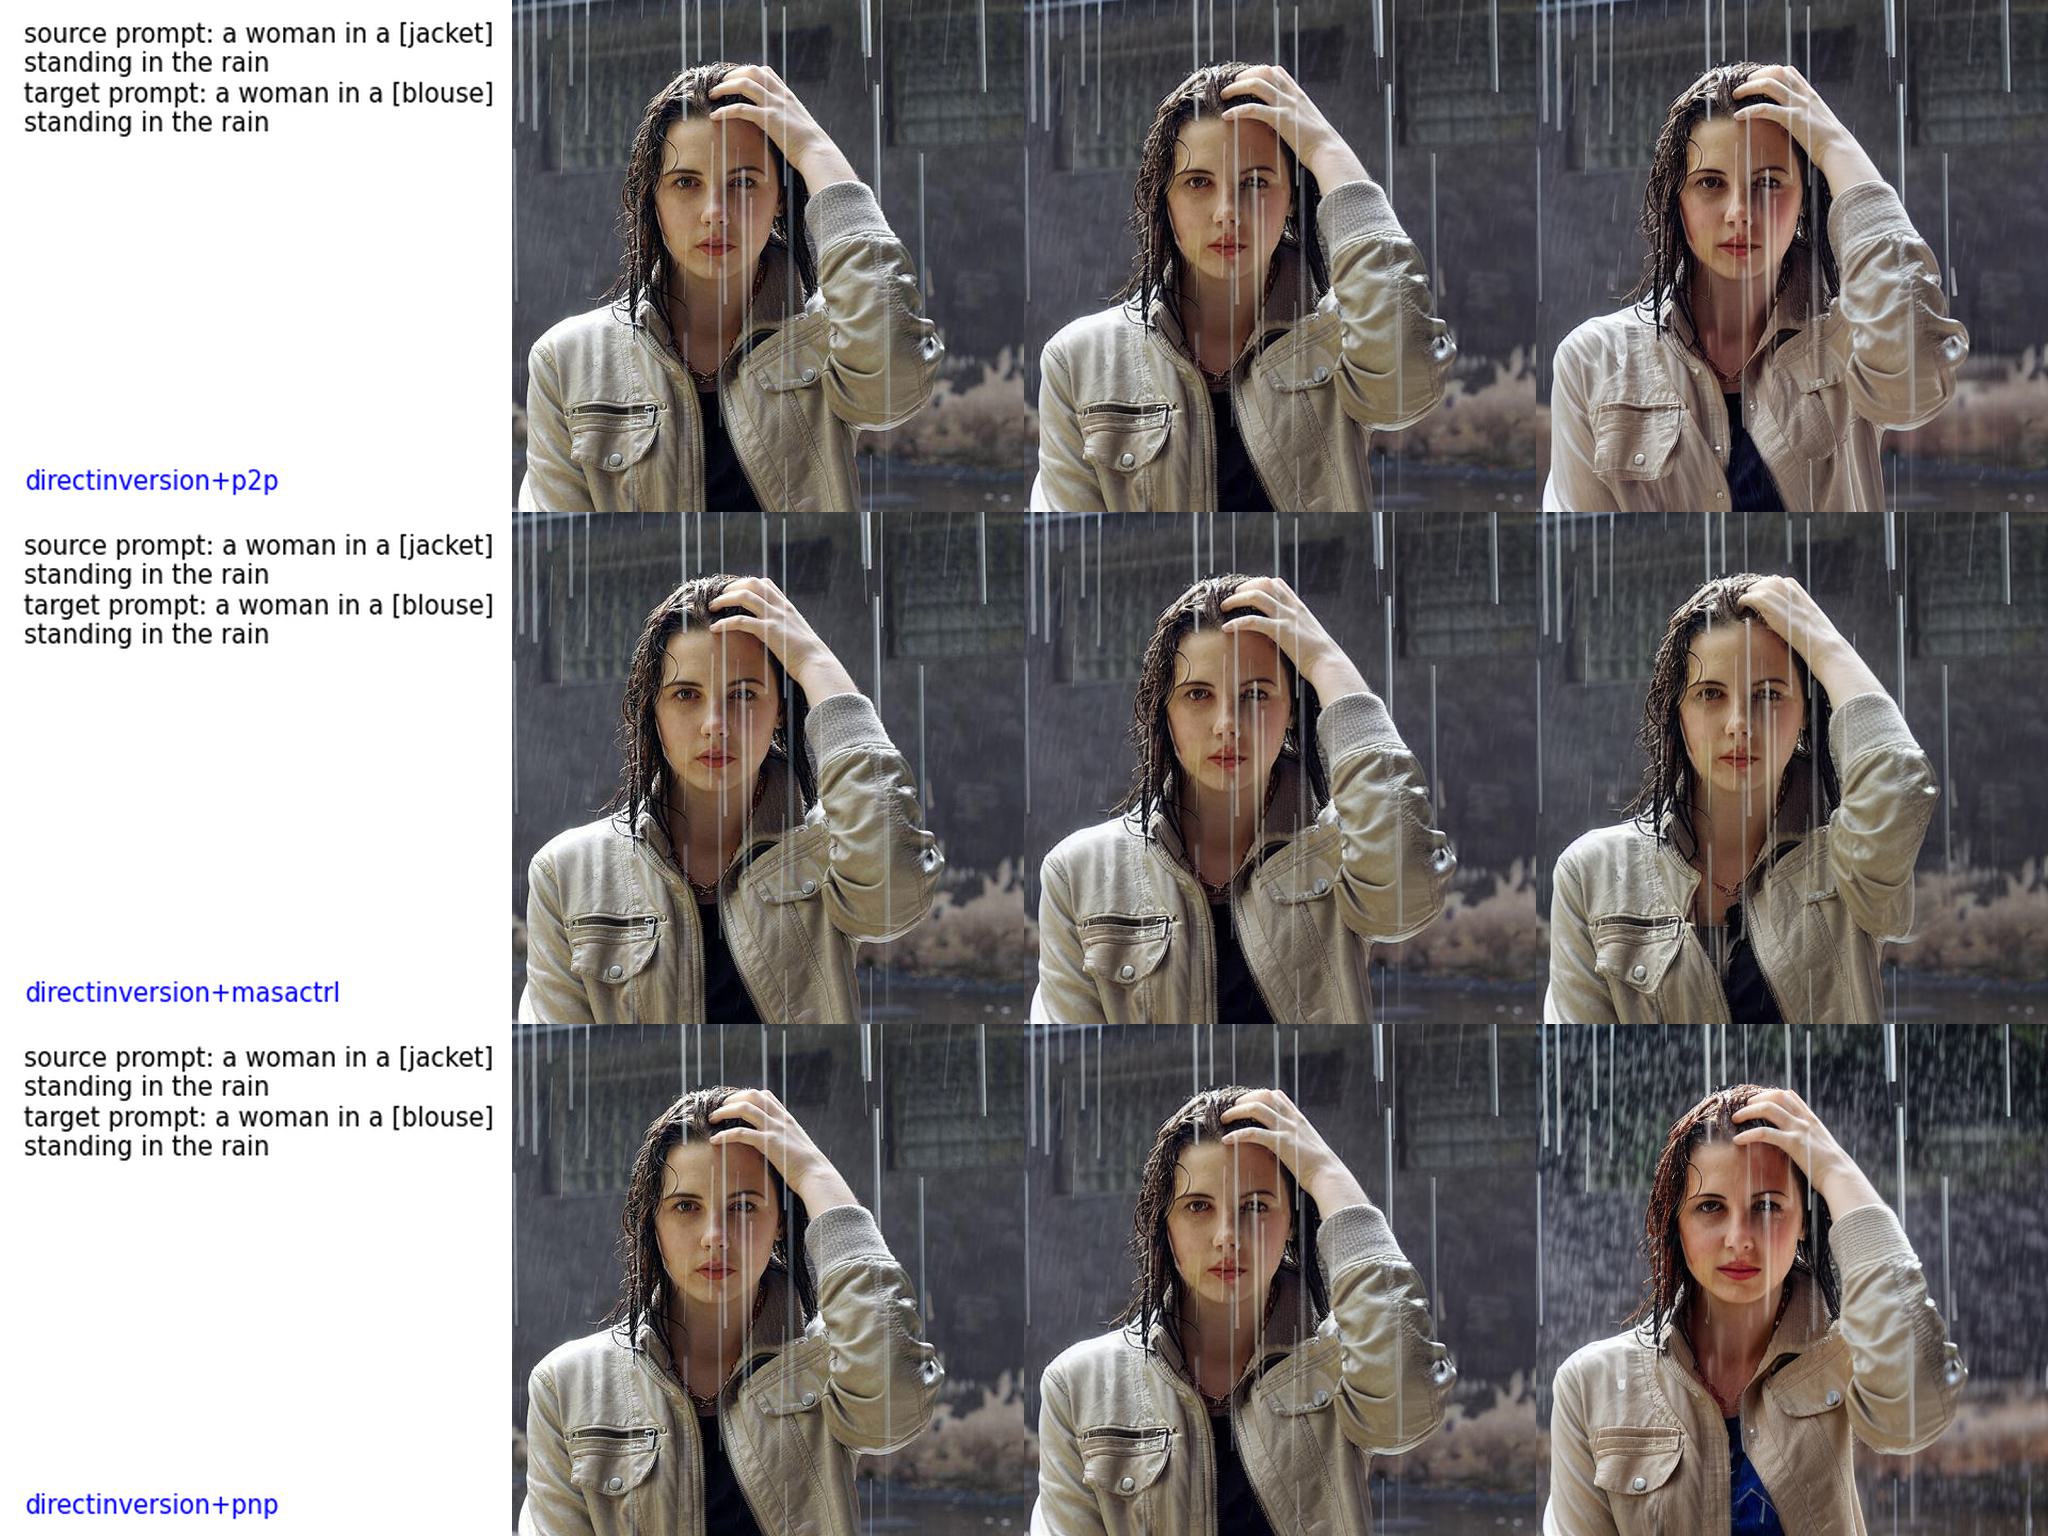 source prompt: a woman in a [jacket]
standing in the rain
target prompt: a woman in a [blouse]
standing in the rain
directinversion+p2p
source prompt: a woman in a [jacket]
standing in the rain
target prompt: a woman in a [blouse]
standing in the rain
directinversion+masactrl
source prompt: a woman in a [jacket]
standing in the rain
target prompt: a woman in a [blouse]
standing in the rain
directinversion+pnp